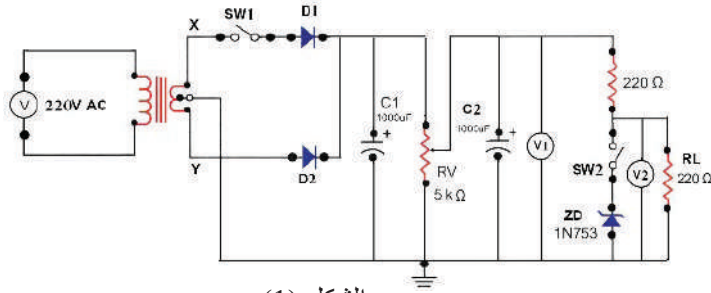 X
SW1
D1
V
220V AC
Y
D2
C1
1000uF
+
RV
5 k Ω
C2
1000uF
+
V1
220 Ω
SW2
V2
RL
220 Ω
ZD
1N753